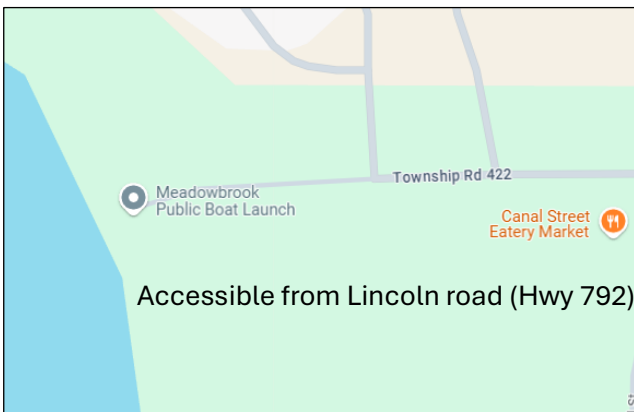 Township Rd 422
Meadowbrook
Public Boat Launch
Canal Street
Eatery Market
Accessible from Lincoln road (Hwy 792)